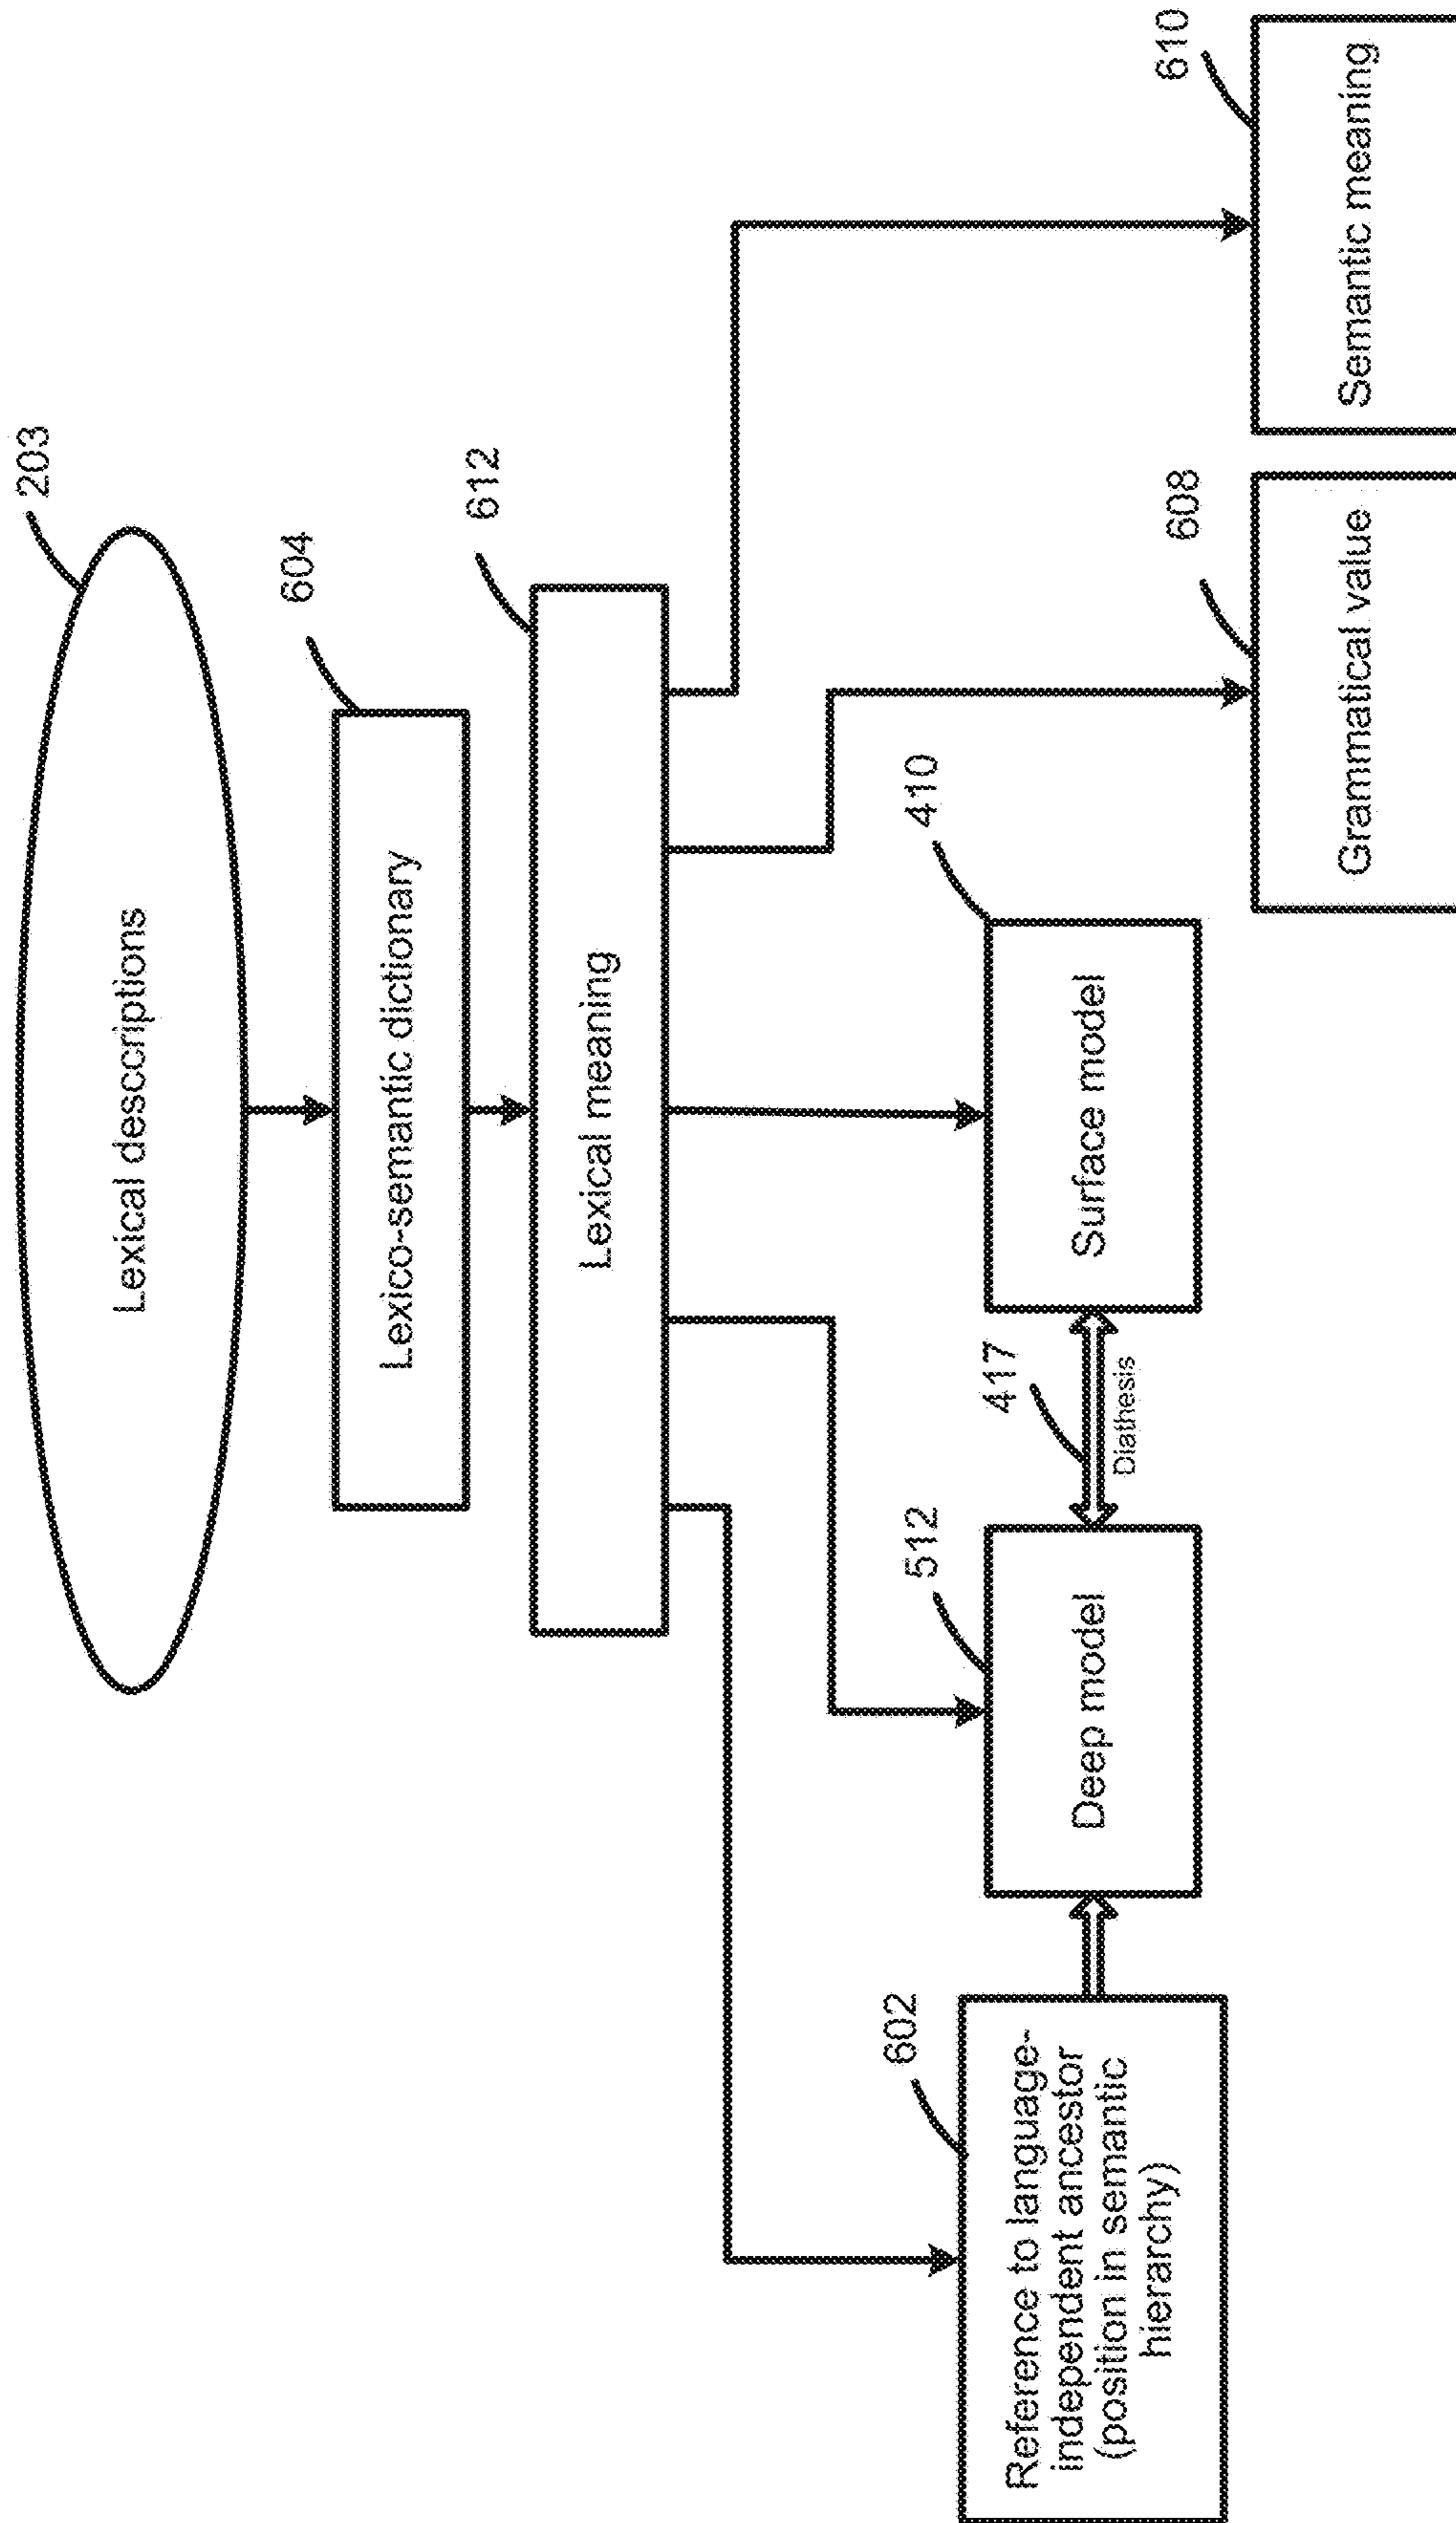 203
Lexical desccriptions
604
Lexico-semantic dictionary
612
Lexical meaning
602
Reference to language-
independent ancestor
(position in semantic
hierarchy)
512
Deep model
417
Diathesis
410
Surface model
608
Grammatical value
610
Semantic meaning